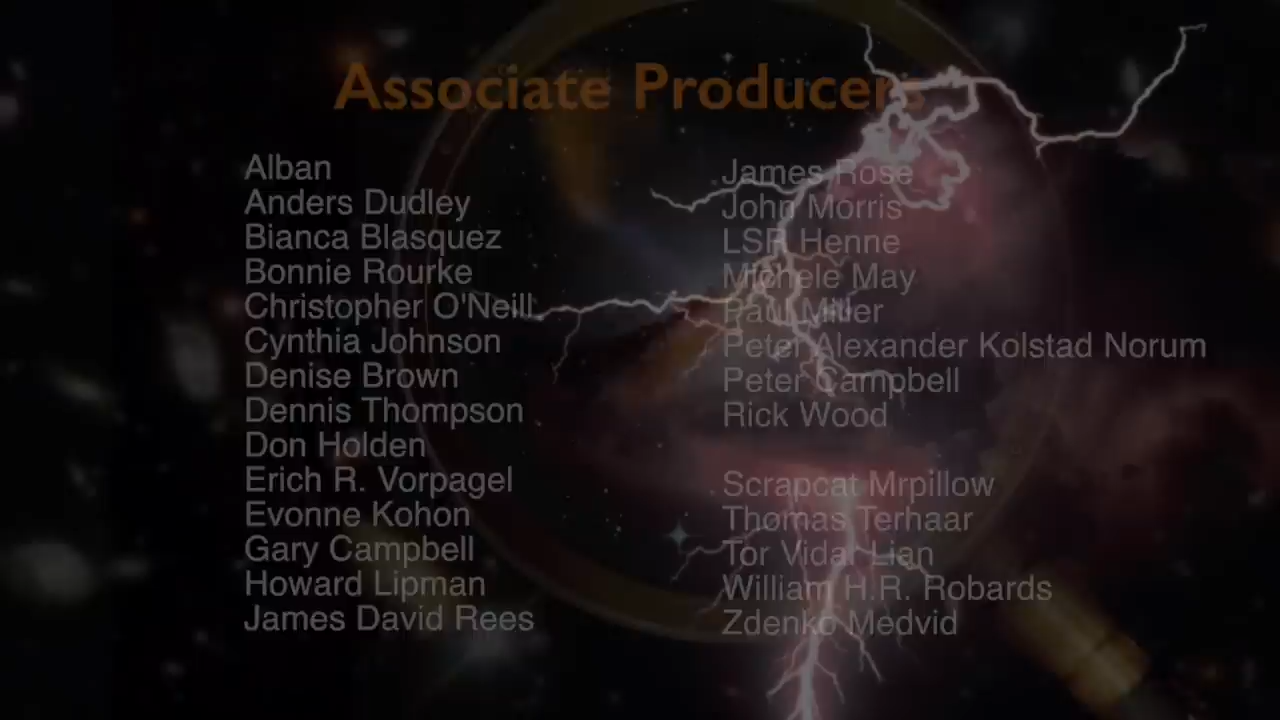 Associate Producers
Alban
Anders Dudley
Bianca Blasquez
Bonnie Rourke
Christopher O'Neill
Cynthia Johnson
Denise Brown
Dennis Thompson
Don Holden
Erich R. Vorpagel
Evonne Kohon
Gary Campbell
Howard Lipman
James David Rees
James Rose
John Morris
LSP Henne
Michele May
Paul Miller
Peter Alexander Kolstad Norum
Peter Campbell
Rick Wood
Scrapcat Mrpillow
Thomas Terhaar
Tor Vidar Lian
William H.R. Robards
Zdenko Medvid